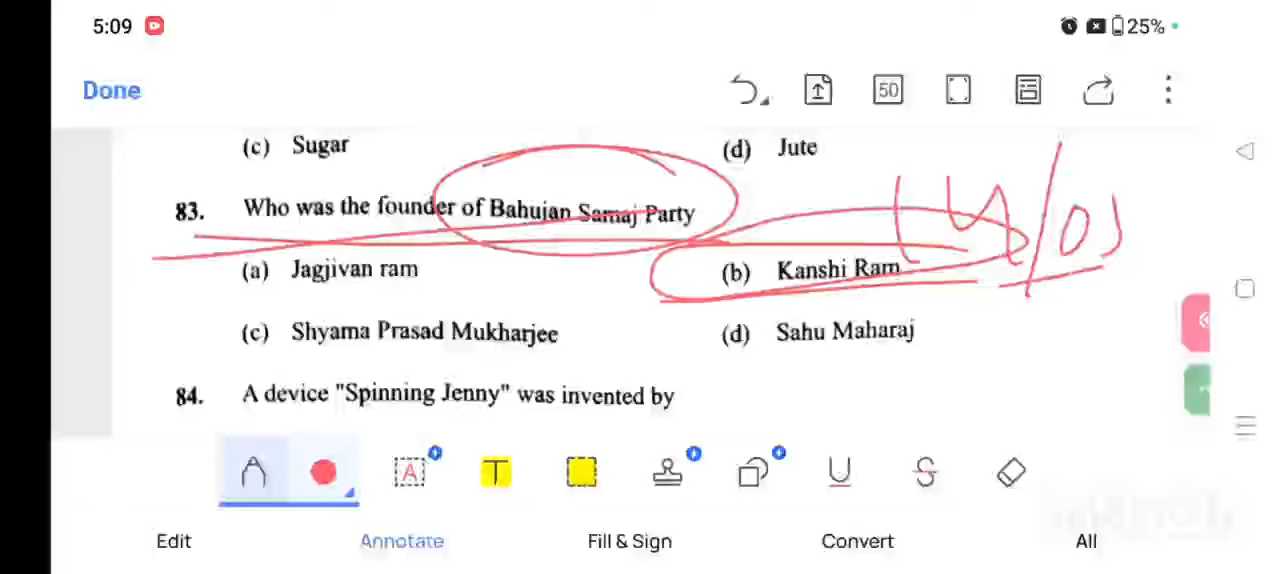 5:09 25%
Done 50
(c) Sugar (d) Jute
83. Who was the founder of Bahujan Samaj Party
(a) Jagjivan ram (b) Kanshi Ram
(c) Shyama Prasad Mukharjee (d) Sahu Maharaj
84. A device "Spinning Jenny" was invented by
A T U S
Edit Annotate Fill & Sign Convert All